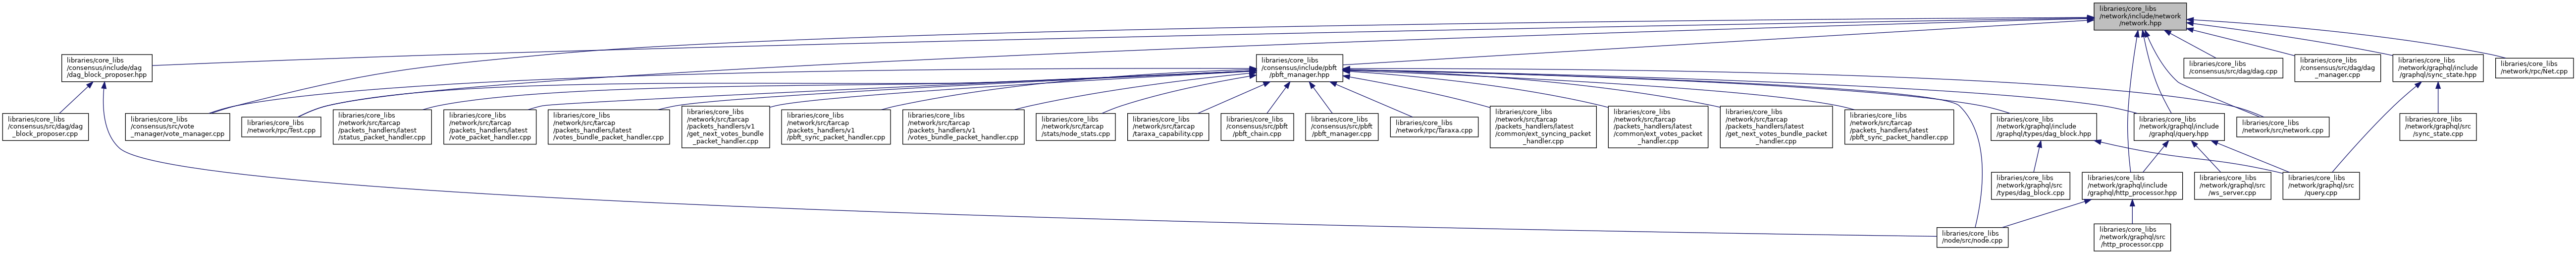 libraries/core_libs
/network/include/network
/network.hpp
libraries/core_libs
/consensus/include/dag
/dag_block_proposer.hpp
libraries/core_libs
/consensus/include/pbft
/pbft_manager.hpp
libraries/core_libs
/consensus/src/dag/dag.cpp
libraries/core_libs
/consensus/src/dag/dag
_manager.cpp
libraries/core_libs
/network/graphql/include
/graphql/sync_state.hpp
libraries/core_libs
/network/rpc/Net.cpp
libraries/core_libs
/consensus/src/dag/dag
_block_proposer.cpp
libraries/core_libs
/consensus/src/vote
_manager/vote_manager.cpp
libraries/core_libs
/network/rpc/Test.cpp
libraries/core_libs
/network/src/tarcap
/packets_handlers/latest
/status_packet_handler.cpp
libraries/core_libs
/network/src/tarcap
/packets_handlers/latest
/vote_packet_handler.cpp
libraries/core_libs
/network/src/tarcap
/packets_handlers/latest
/votes_bundle_packet_handler.cpp
libraries/core_libs
/network/src/tarcap
/packets_handlers/v1
/get_next_votes_bundle
_packet_handler.cpp
libraries/core_libs
/network/src/tarcap
/packets_handlers/v1
/pbft_sync_packet_handler.cpp
libraries/core_libs
/network/src/tarcap
/packets_handlers/v1
/votes_bundle_packet_handler.cpp
libraries/core_libs
/network/src/tarcap
/stats/node_stats.cpp
libraries/core_libs
/network/src/tarcap
/taraxa_capability.cpp
libraries/core_libs
/consensus/src/pbft
/pbft_chain.cpp
libraries/core_libs
/consensus/src/pbft
/pbft_manager.cpp
libraries/core_libs
/network/rpc/Taraxa.cpp
libraries/core_libs
/network/src/tarcap
/packets_handlers/latest
/common/ext_syncing_packet
_handler.cpp
libraries/core_libs
/network/src/tarcap
/packets_handlers/latest
/common/ext_votes_packet
_handler.cpp
libraries/core_libs
/network/src/tarcap
/packets_handlers/latest
/get_next_votes_bundle_packet
_handler.cpp
libraries/core_libs
/network/src/tarcap
/packets_handlers/latest
/pbft_sync_packet_handler.cpp
libraries/core_libs
/network/graphql/include
/graphql/types/dag_block.hpp
libraries/core_libs
/network/graphql/include
/graphql/query.hpp
libraries/core_libs
/network/src/network.cpp
libraries/core_libs
/network/graphql/src
/sync_state.cpp
libraries/core_libs
/network/graphql/src
/types/dag_block.cpp
libraries/core_libs
/network/graphql/include
/graphql/http_processor.hpp
libraries/core_libs
/network/graphql/src
/ws_server.cpp
libraries/core_libs
/network/graphql/src
/query.cpp
libraries/core_libs
/node/src/node.cpp
libraries/core_libs
/network/graphql/src
/http_processor.cpp